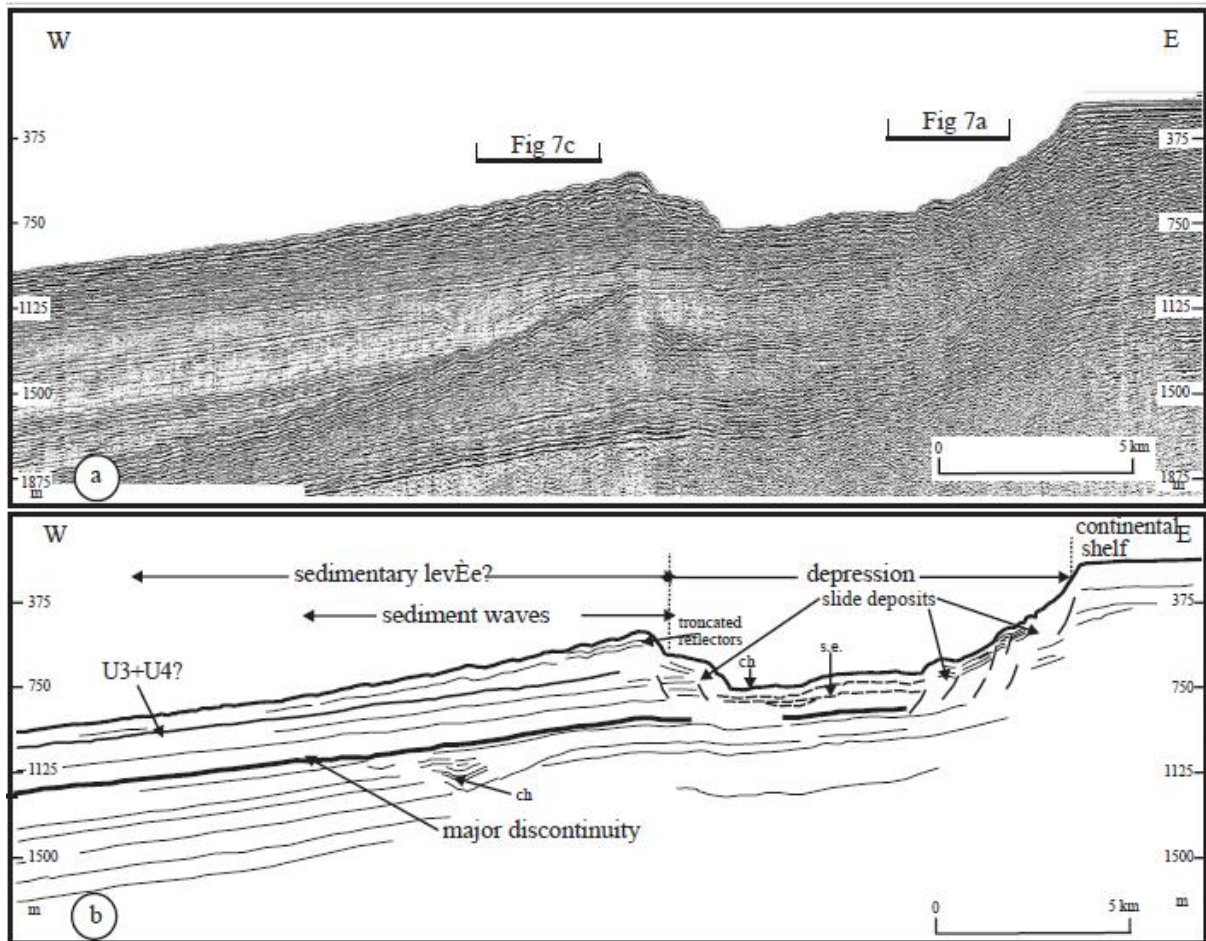 W
E
Fig 7c
Fig 7a
375
375
750
750
1125
1125
1500
1500
0 5 km
1875
m
1875
m
a
W
E
continental
shelf
sedimentary levÈe?
depression
slide deposits
375
375
sediment waves
troncated
reflectors
ch
s.e.
U3+U4?
750
750
1125
1125
ch
major discontinuity
1500
1500
m
m
0 5 km
b